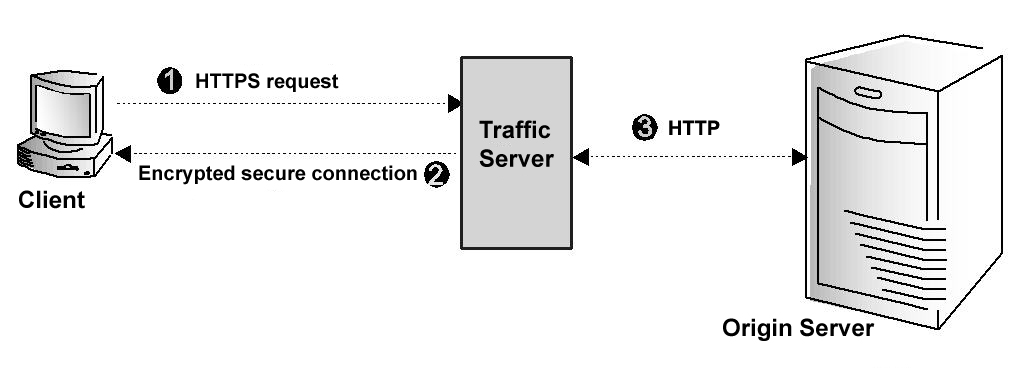 1 HTTPS request
Encrypted secure connection 2
Client
Traffic
Server
3 HTTP
Origin Server